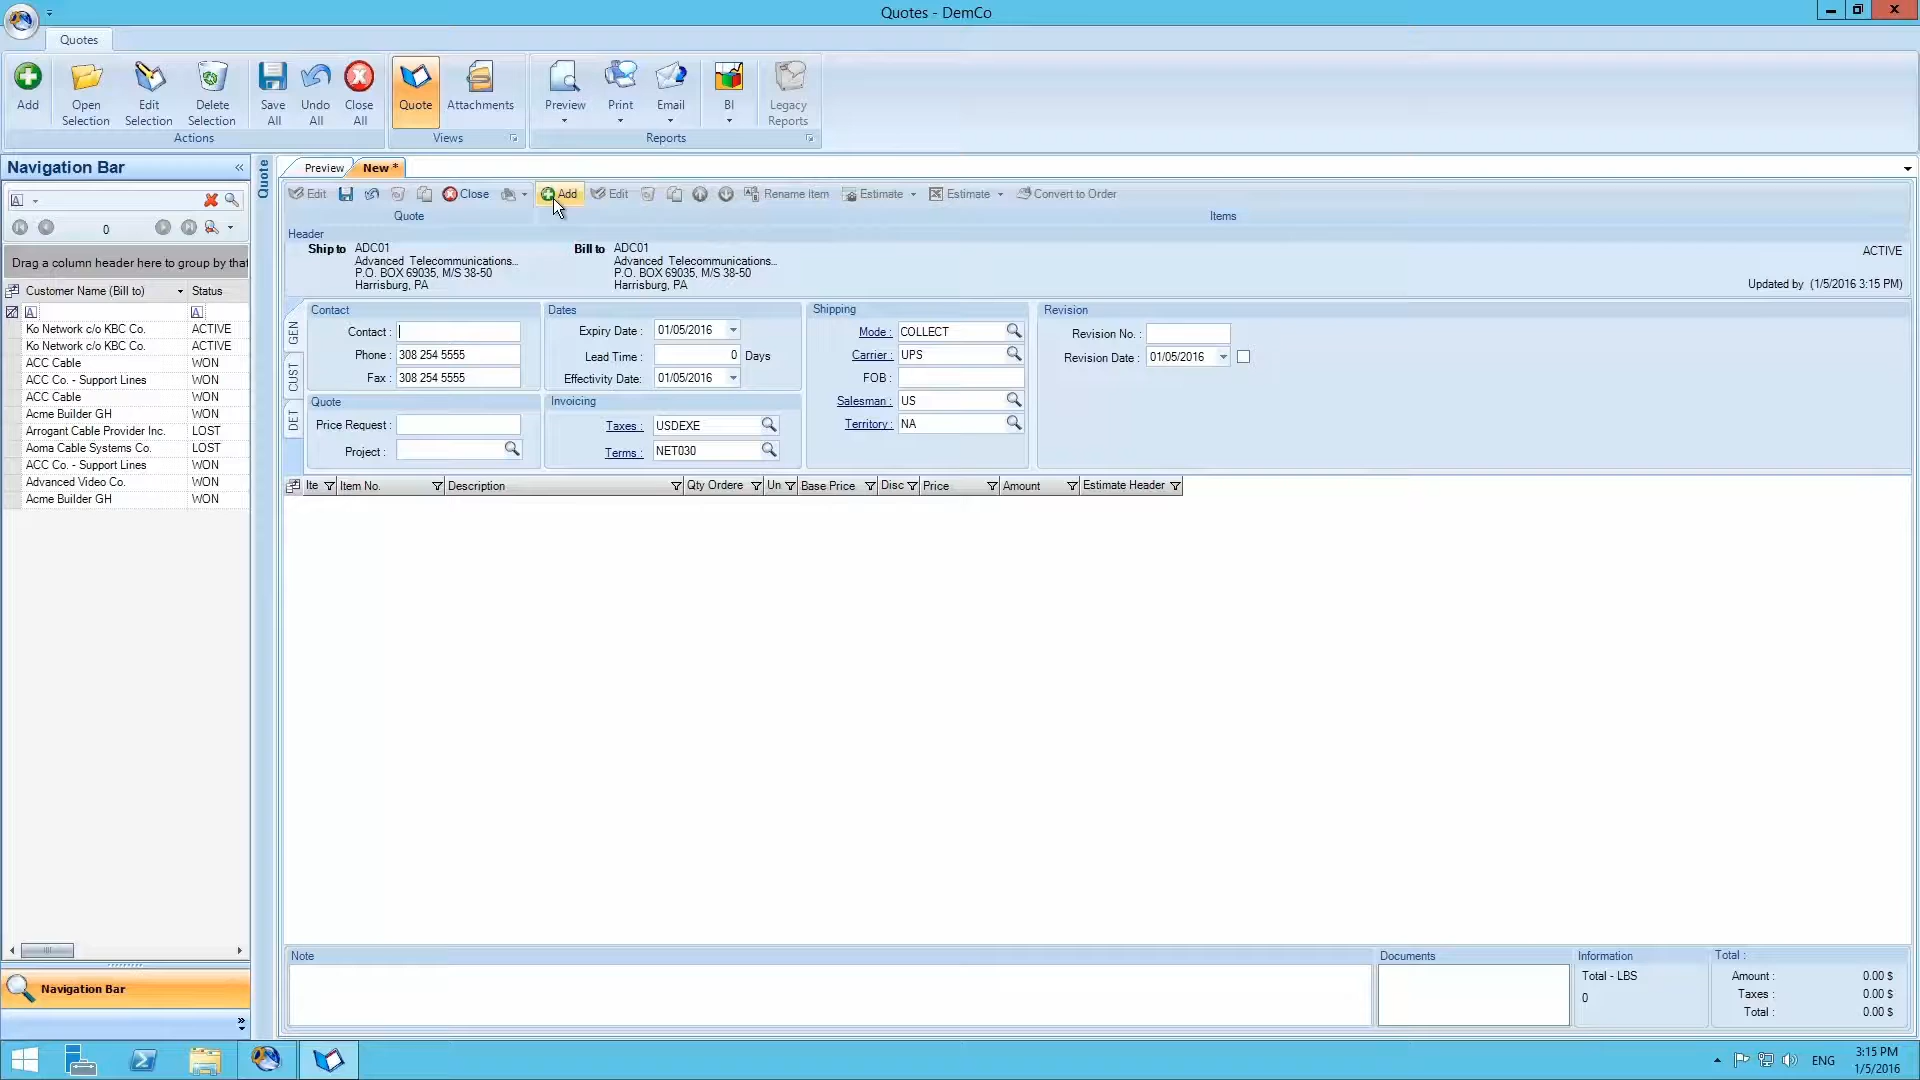 Quotes - DemCo
Quotes
Add
Open Selection
Edit Selection
Delete Selection
Save All
Undo All
Close All
Quote
Attachments
Preview
Print
Email
BI
Legacy Reports
Actions
Views
Reports
Navigation Bar
Quote
Preview
New *
Edit
Close
Add
Edit
Rename Item
Estimate
Estimate
Convert to Order
Quote
Items
0
Drag a column header here to group by that
Customer Name (Bill to) Status
Ko Network c/o KBC Co. ACTIVE
Ko Network c/o KBC Co. ACTIVE
ACC Cable WON
ACC Co. - Support Lines WON
ACC Cable WON
Acme Builder GH WON
Arrogant Cable Provider Inc. LOST
Aoma Cable Systems Co. LOST
ACC Co. - Support Lines WON
Advanced Video Co. WON
Acme Builder GH WON
Navigation Bar
Header
Ship to ADC01
Advanced Telecommunications...
P.O. BOX 69035, M/S 38-50
Harrisburg, PA
Bill to ADC01
Advanced Telecommunications...
P.O. BOX 69035, M/S 38-50
Harrisburg, PA
ACTIVE
Updated by (1/5/2016 3:15 PM)
GEN
CUST
DET
Contact
Contact :
Phone : 308 254 5555
Fax : 308 254 5555
Quote
Price Request :
Project :
Dates
Expiry Date : 01/05/2016
Lead Time : 0 Days
Effectivity Date: 01/05/2016
Invoicing
Taxes : USDEXE
Terms : NET030
Shipping
Mode : COLLECT
Carrier : UPS
FOB :
Salesman : US
Territory : NA
Revision
Revision No. :
Revision Date : 01/05/2016
Ite Item No. Description Qty Ordere Un Base Price Disc Price Amount Estimate Header
Note
Documents
Information
Total - LBS
0
Total :
Amount : 0.00 $
Taxes : 0.00 $
Total : 0.00 $
ENG
3:15 PM
1/5/2016